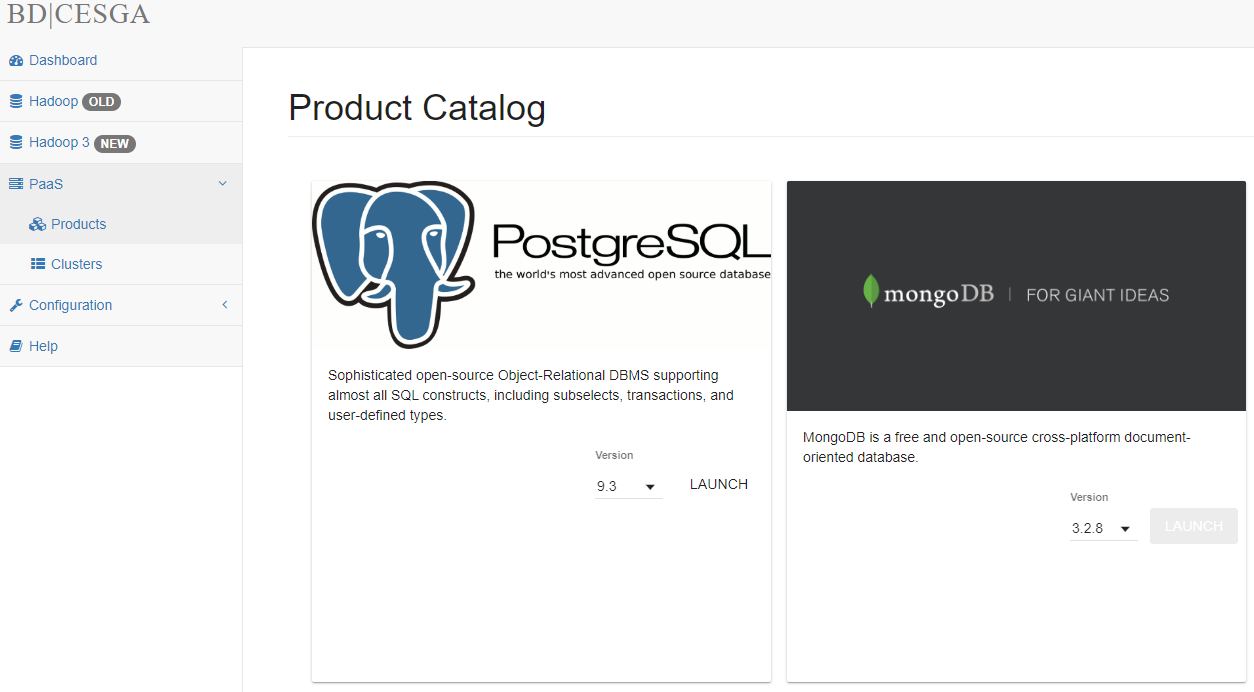 BD|CESGA
Dashboard
Hadoop OLD
Hadoop 3 NEW
PaaS
Products
Clusters
Configuration
Help
Product Catalog
PostgreSQL
the world's most advanced open source database
Sophisticated open-source Object-Relational DBMS supporting
almost all SQL constructs, including subselects, transactions, and
user-defined types.
Version
9.3
LAUNCH
mongoDB | FOR GIANT IDEAS
MongoDB is a free and open-source cross-platform document-
oriented database.
Version
3.2.8
LAUNCH